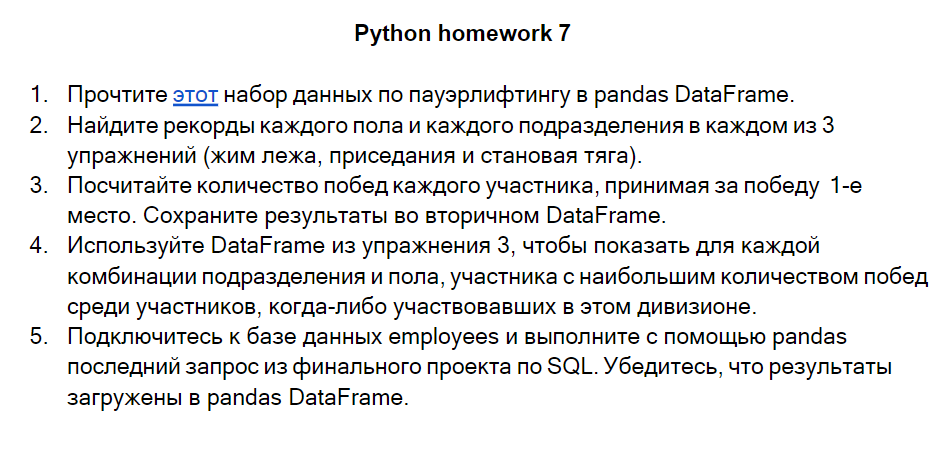 Python homework 7
1. Прочтите этот набор данных по пауэрлифтингу в pandas DataFrame.
2. Найдите рекорды каждого пола и каждого подразделения в каждом из 3
упражнений (жим лежа, приседания и становая тяга).
3. Посчитайте количество побед каждого участника, принимая за победу 1-е
место. Сохраните результаты во вторичном DataFrame.
4. Используйте DataFrame из упражнения 3, чтобы показать для каждой
комбинации подразделения и пола, участника с наибольшим количеством побед
среди участников, когда-либо участвовавших в этом дивизионе.
5. Подключитесь к базе данных employees и выполните с помощью pandas
последний запрос из финального проекта по SQL. Убедитесь, что результаты
загружены в pandas DataFrame.